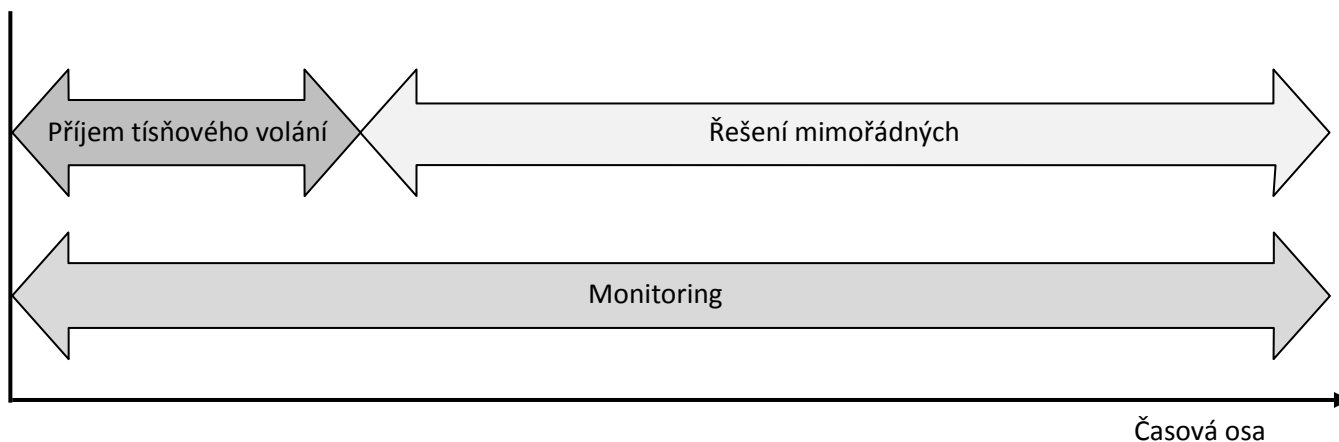 Příjem tísňového volání
Řešení mimořádných
Monitoring
Časová osa